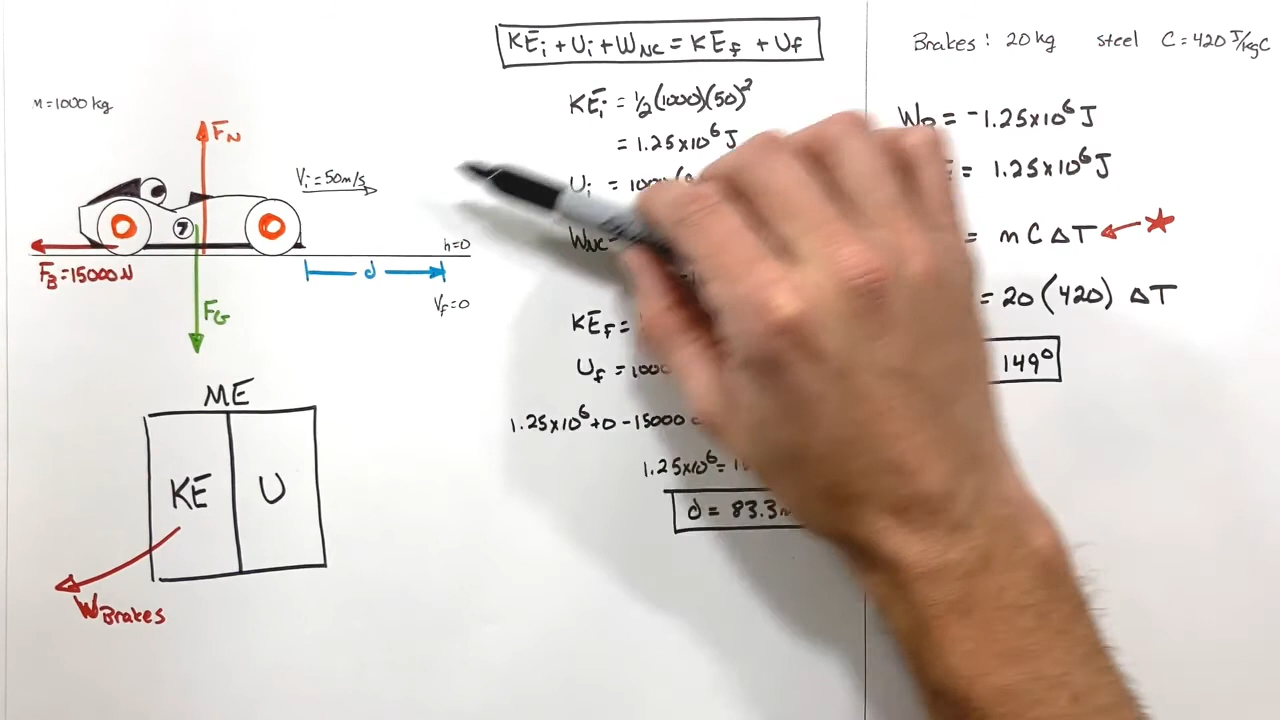 M = 1000 kg
FN
Vi = 50 m/s
7
h=0
FB = 15000 N
d
Vf = 0
FG
ME
KE U
WBrakes
KEi + Ui + WNC = KEf + Uf
KEi = 1/2 (1000)(50)²
= 1.25x10⁶ J
Ui =
WNC =
KEf =
Uf =
1.25x10⁶ + 0 - 15000
1.25x10⁶ =
d = 83.3
Brakes : 20 kg steel C = 420 J/kgC
= -1.25x10⁶ J
= 1.25x10⁶ J
= mCΔT
= 20 (420) ΔT
149°